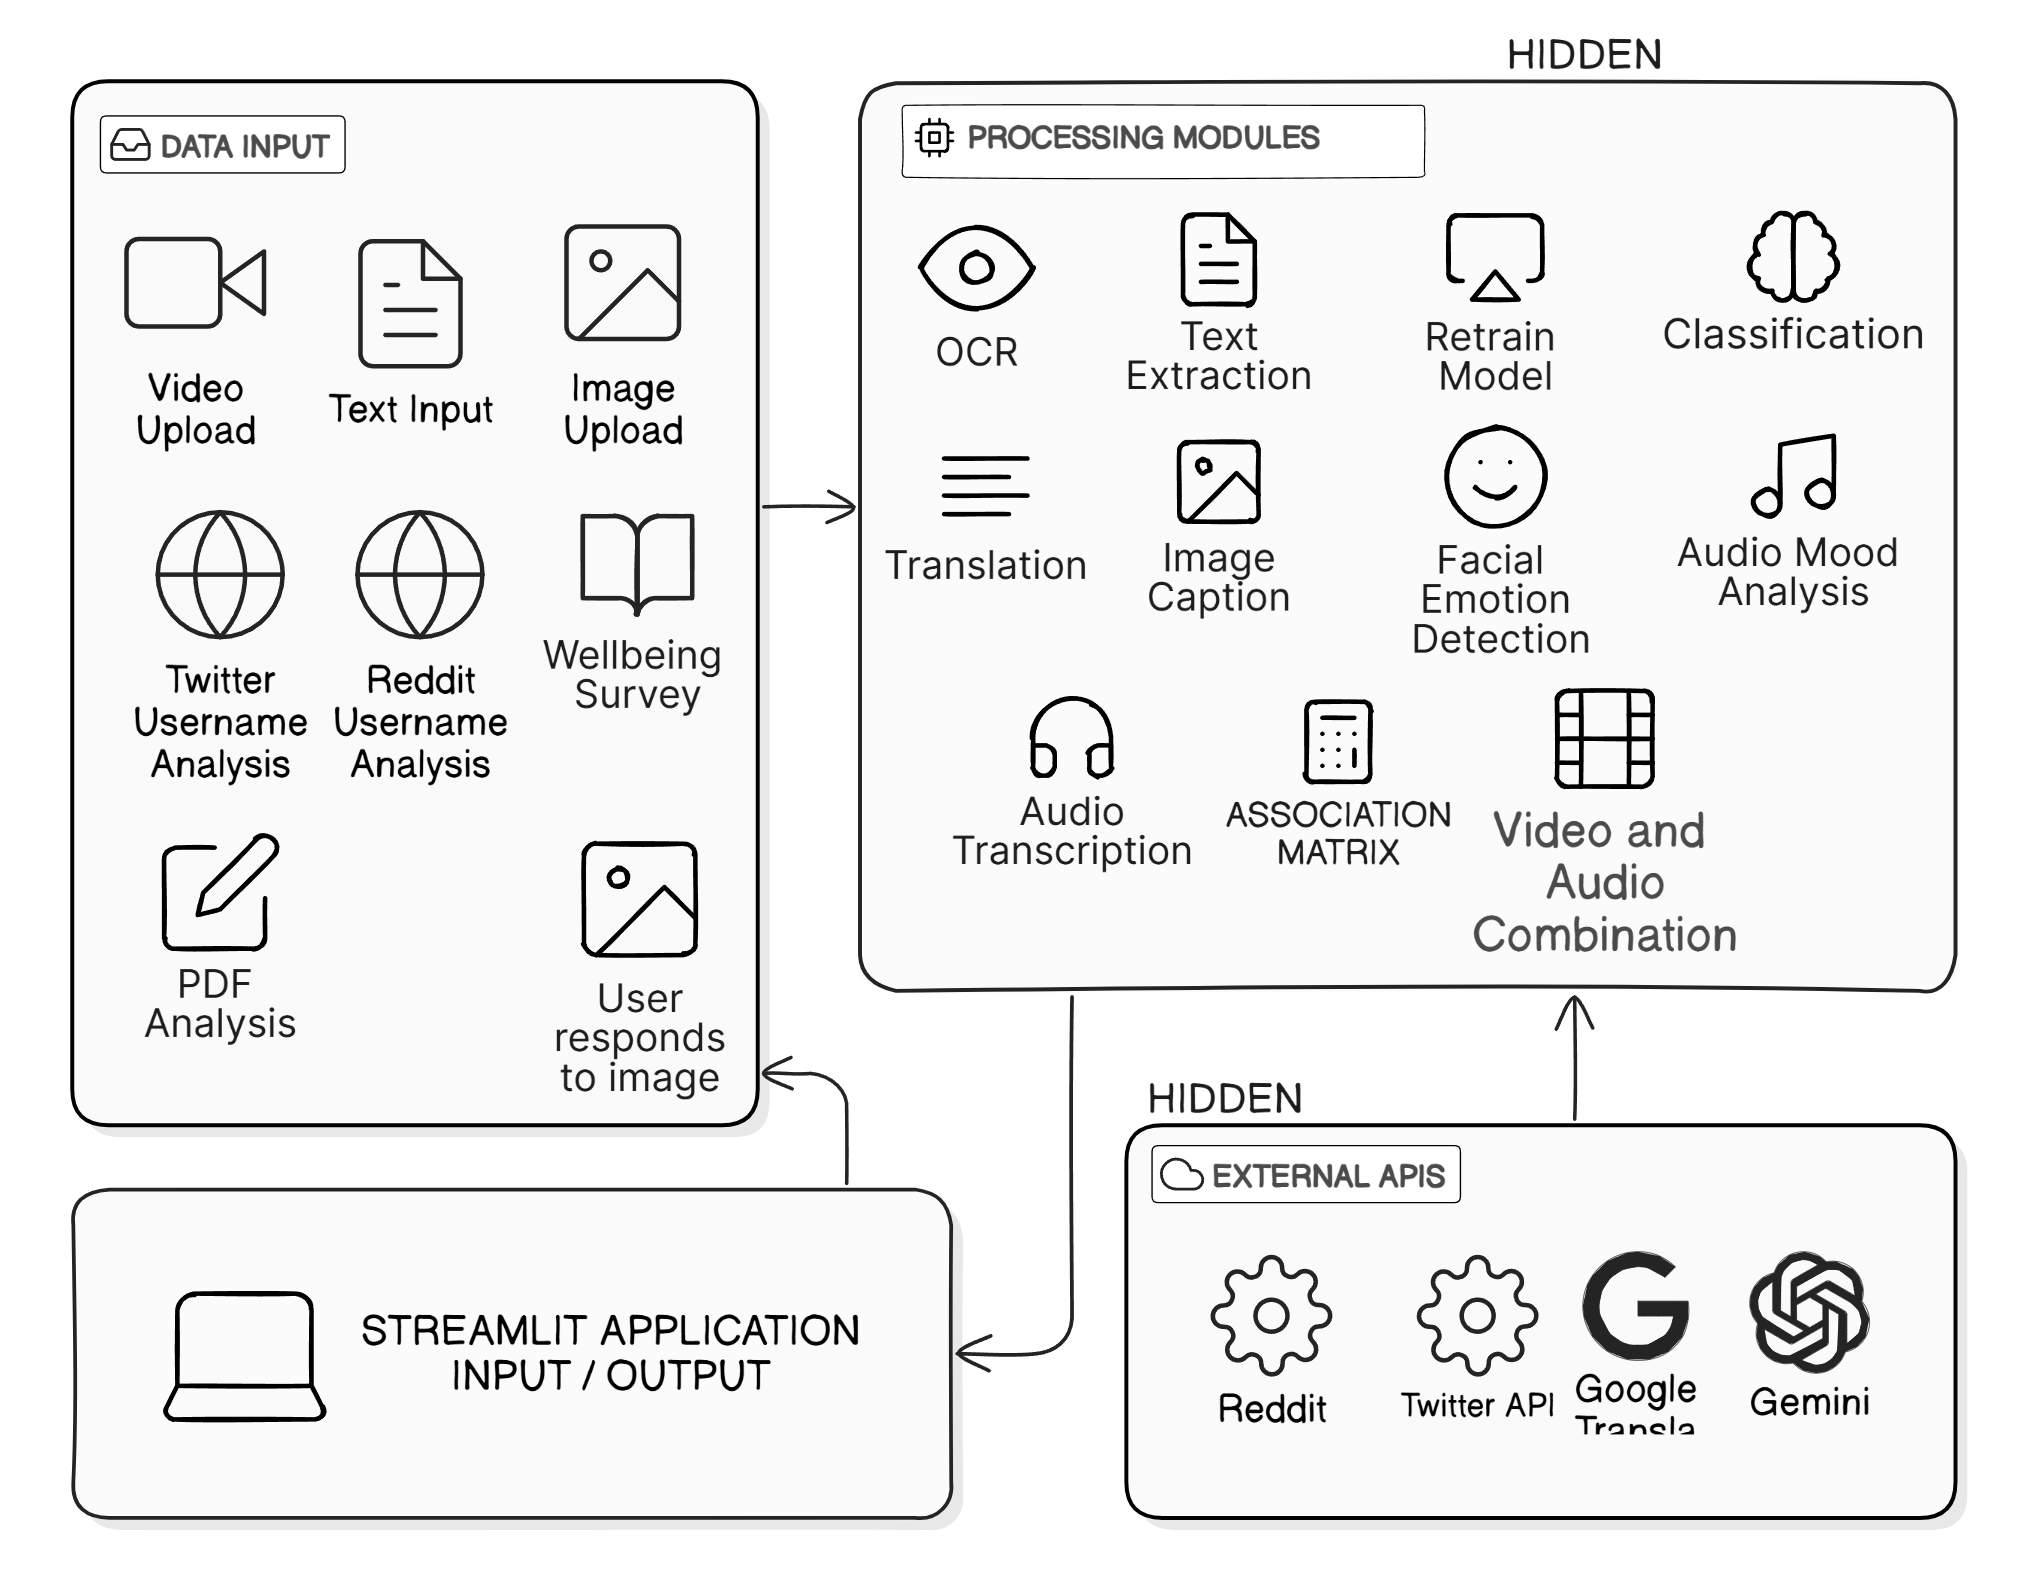 HIDDEN
DATA INPUT
Video
Upload
Text Input
Image
Upload
Twitter
Username
Analysis
Reddit
Username
Analysis
Wellbeing
Survey
PDF
Analysis
User
responds
to image
PROCESSING MODULES
OCR
Text
Extraction
Retrain
Model
Classification
Translation
Image
Caption
Facial
Emotion
Detection
Audio Mood
Analysis
Audio
Transcription
ASSOCIATION
MATRIX
Video and
Audio
Combination
STREAMLIT APPLICATION
INPUT / OUTPUT
HIDDEN
EXTERNAL APIS
Reddit
Twitter API
Google
Transla
Gemini